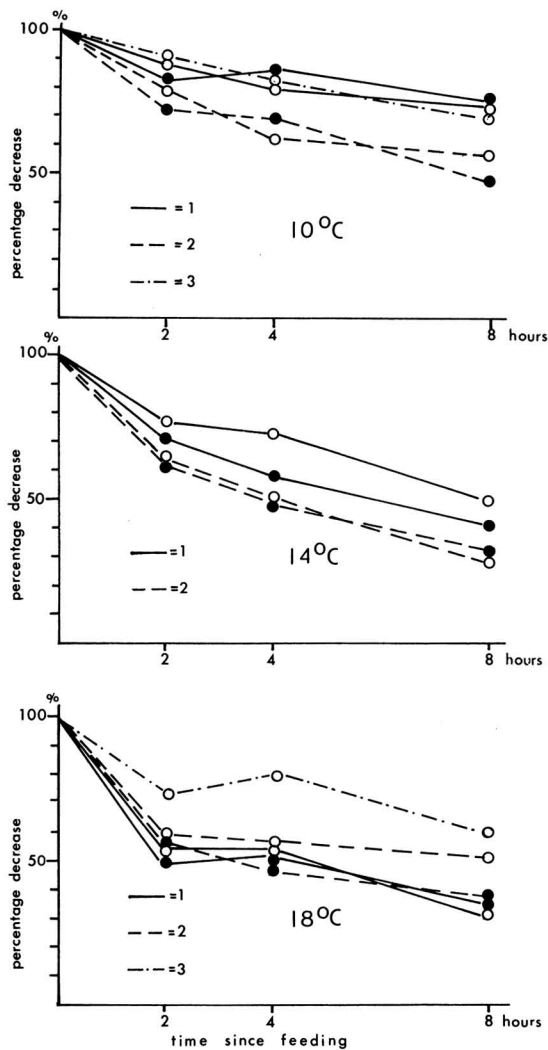 %
100
50
percentage decrease
=1
=2
=3
10°C
2 4 8 hours
%
100
50
percentage decrease
=1
=2
14°C
2 4 8 hours
%
100
50
percentage decrease
=1
=2
=3
18°C
2 4 8 hours
time since feeding